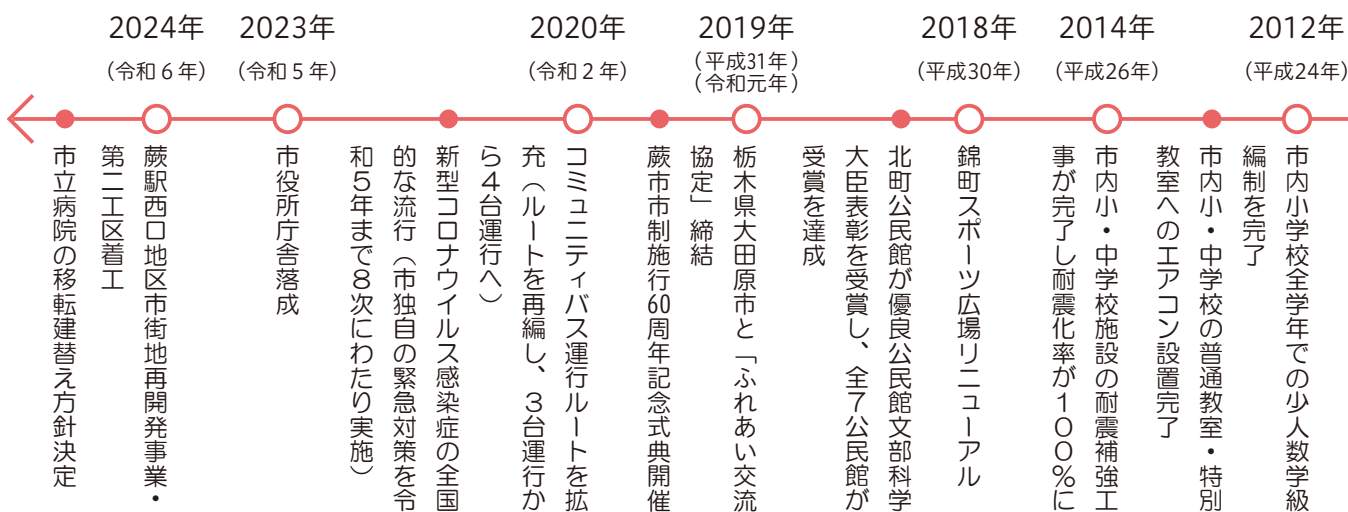 2012年
（平成24年）
市内小学校全学年での少人数学級
編制を完了
市内小・中学校の普通教室・特別
教室へのエアコン設置完了
2014年
（平成26年）
市内小・中学校施設の耐震補強工
事が完了し耐震化率が１００％に
2018年
（平成30年）
錦町スポーツ広場リニューアル
北町公民館が優良公民館文部科学
大臣表彰を受賞し、全７公民館が
受賞を達成
2019年
（平成31年）
（令和元年）
栃木県大田原市と「ふれあい交流
協定」締結
蕨市市制施行60周年記念式典開催
2020年
（令和２年）
コミュニティバス運行ルートを拡
充（ルートを再編し、３台運行か
ら４台運行へ）
新型コロナウイルス感染症の全国
的な流行（市独自の緊急対策を令
和５年まで８次にわたり実施）
2023年
（令和５年）
市役所庁舎落成
2024年
（令和６年）
蕨駅西口地区市街地再開発事業・
第二工区着工
市立病院の移転建替え方針決定